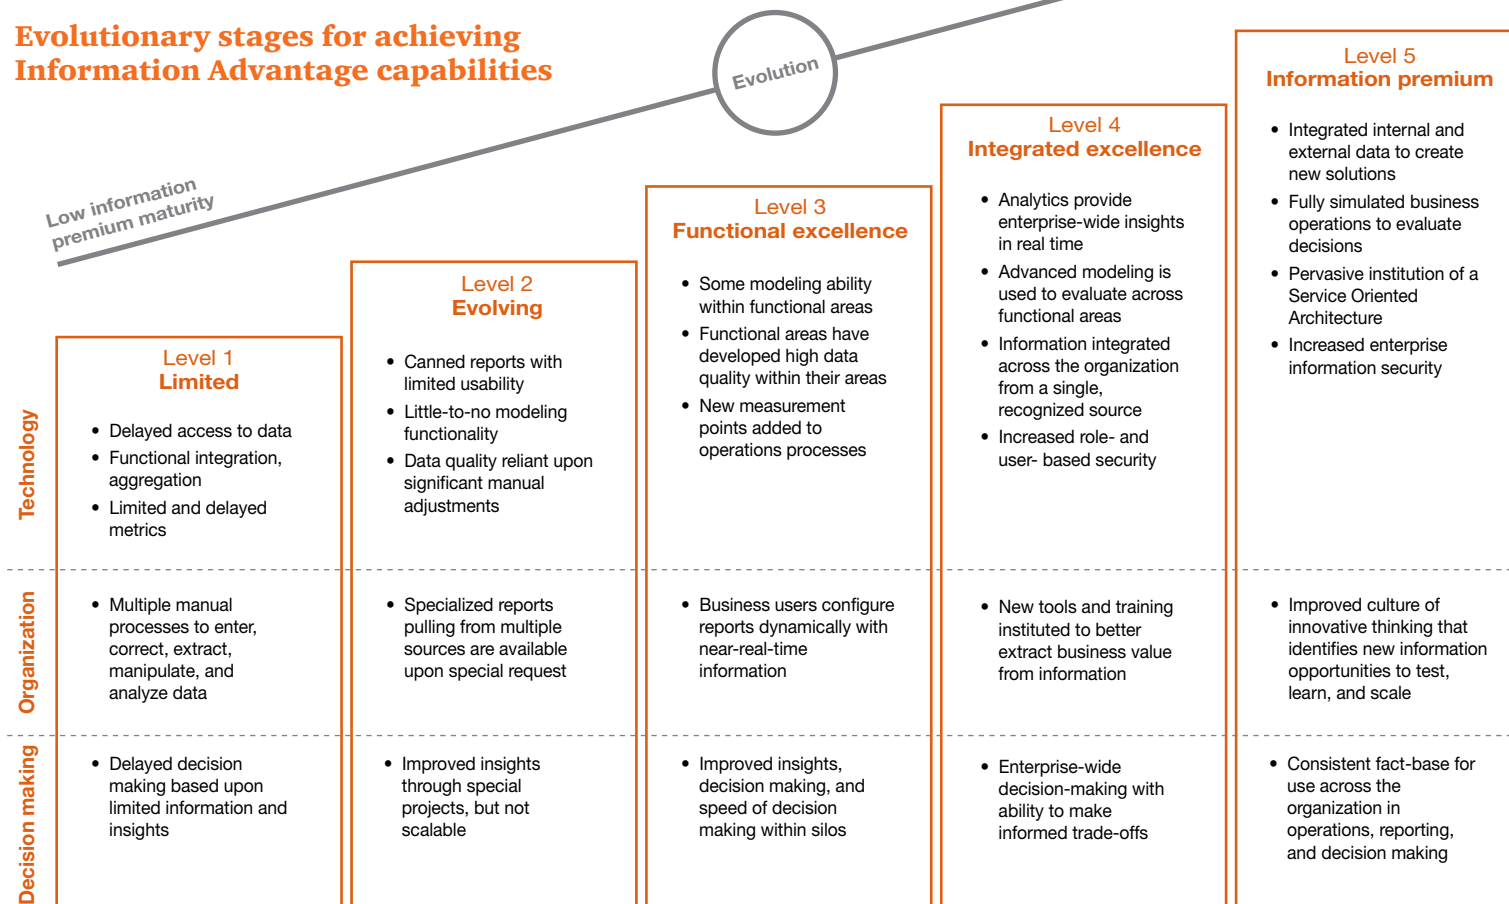 Evolutionary stages for achieving
Information Advantage capabilities
Evolution
Low information
premium maturity
Level 1
Limited
Level 2
Evolving
Level 3
Functional excellence
Level 4
Integrated excellence
Level 5
Information premium
Technology
• Delayed access to data
• Functional integration,
aggregation
• Limited and delayed
metrics
• Canned reports with
limited usability
• Little-to-no modeling
functionality
• Data quality reliant upon
significant manual
adjustments
• Some modeling ability
within functional areas
• Functional areas have
developed high data
quality within their areas
• New measurement
points added to
operations processes
• Analytics provide
enterprise-wide insights
in real time
• Advanced modeling is
used to evaluate across
functional areas
• Information integrated
across the organization
from a single,
recognized source
• Increased role- and
user- based security
• Integrated internal and
external data to create
new solutions
• Fully simulated business
operations to evaluate
decisions
• Pervasive institution of a
Service Oriented
Architecture
• Increased enterprise
information security
Organization
• Multiple manual
processes to enter,
correct, extract,
manipulate, and
analyze data
• Specialized reports
pulling from multiple
sources are available
upon special request
• Business users configure
reports dynamically with
near-real-time
information
• New tools and training
instituted to better
extract business value
from information
• Improved culture of
innovative thinking that
identifies new information
opportunities to test,
learn, and scale
Decision making
• Delayed decision
making based upon
limited information and
insights
• Improved insights
through special
projects, but not
scalable
• Improved insights,
decision making, and
speed of decision
making within silos
• Enterprise-wide
decision-making with
ability to make
informed trade-offs
• Consistent fact-base for
use across the
organization in
operations, reporting,
and decision making